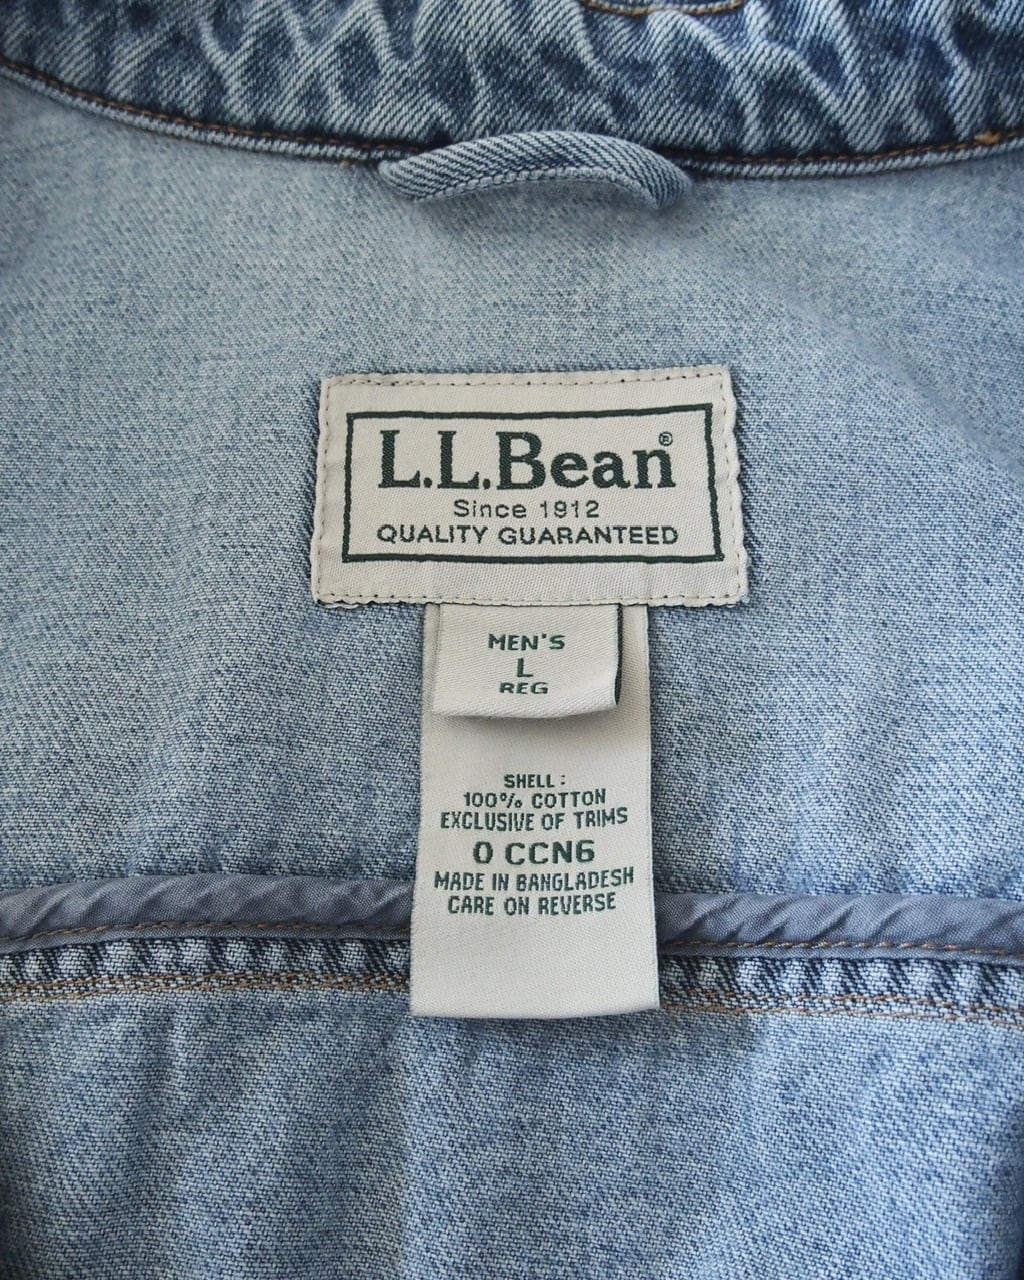 L.L.Bean®
Since 1912
QUALITY GUARANTEED
MEN'S
L
REG
SHELL:
100% COTTON
EXCLUSIVE OF TRIMS
0 CCN6
MADE IN BANGLADESH
CARE ON REVERSE